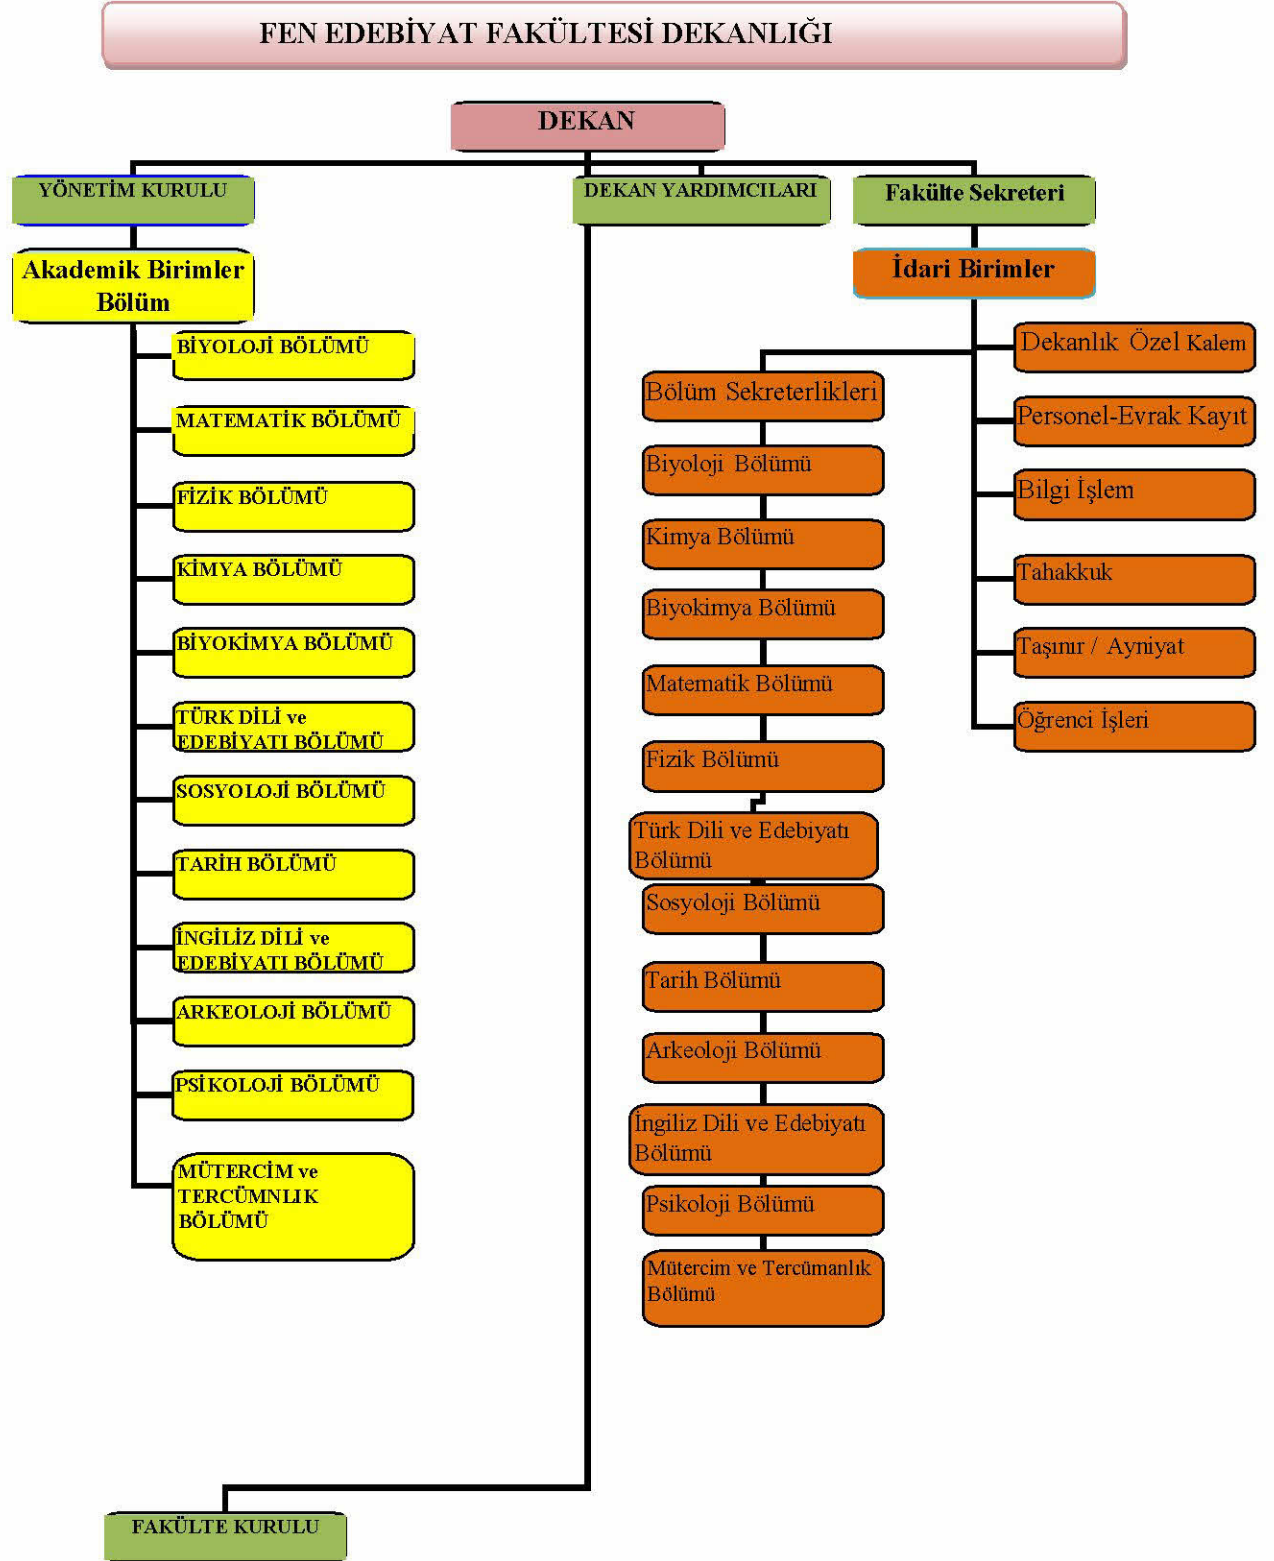 FEN EDEBİYAT FAKÜLTESİ DEKANLIĞI
DEKAN
YÖNETİM KURULU
DEKAN YARDIMCILARI
Fakülte Sekreteri
Akademik Birimler
Bölüm
İdari Birimler
BİYOLOJİ BÖLÜMÜ
MATEMATİK BÖLÜMÜ
FİZİK BÖLÜMÜ
KİMYA BÖLÜMÜ
BİYOKİMYA BÖLÜMÜ
TÜRK DİLİ ve
EDEBİYATI BÖLÜMÜ
SOSYOLOJİ BÖLÜMÜ
TARİH BÖLÜMÜ
İNGİLİZ DİLİ ve
EDEBİYATI BÖLÜMÜ
ARKEOLOJİ BÖLÜMÜ
PSİKOLOJİ BÖLÜMÜ
MÜTERCİM ve
TERCÜMNLIK
BÖLÜMÜ
Bölüm Sekreterlikleri
Biyoloji Bölümü
Kimya Bölümü
Biyokimya Bölümü
Matematik Bölümü
Fizik Bölümü
Türk Dili ve Edebiyatı
Bölümü
Sosyoloji Bölümü
Tarih Bölümü
Arkeoloji Bölümü
İngiliz Dili ve Edebiyatı
Bölümü
Psikoloji Bölümü
Mütercim ve Tercümanlık
Bölümü
Dekanlık Özel Kalem
Personel-Evrak Kayıt
Bilgi İşlem
Tahakkuk
Taşınır / Ayniyat
Öğrenci İşleri
FAKÜLTE KURULU